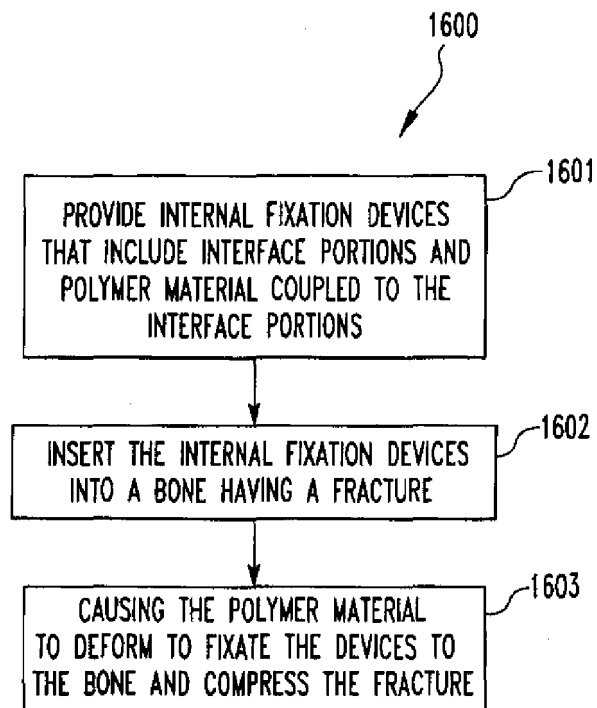 1600
1601
PROVIDE INTERNAL FIXATION DEVICES
THAT INCLUDE INTERFACE PORTIONS AND
POLYMER MATERIAL COUPLED TO THE
INTERFACE PORTIONS
1602
INSERT THE INTERNAL FIXATION DEVICES
INTO A BONE HAVING A FRACTURE
1603
CAUSING THE POLYMER MATERIAL
TO DEFORM TO FIXATE THE DEVICES TO
THE BONE AND COMPRESS THE FRACTURE